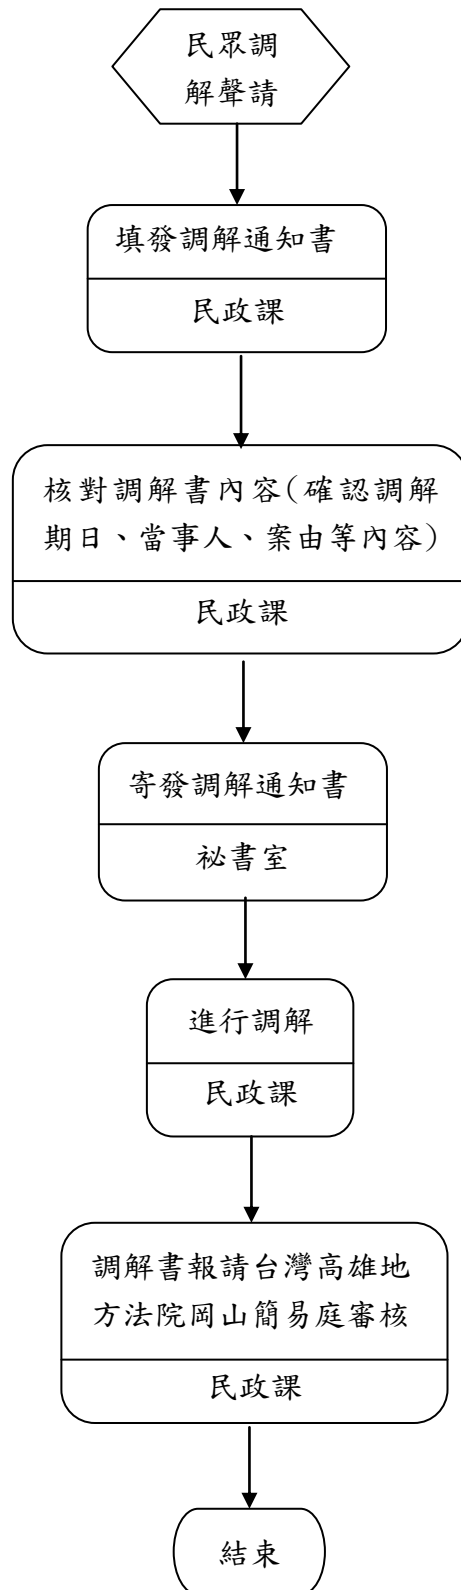 民眾調
解聲請
填發調解通知書
民政課
核對調解書內容(確認調解
期日、當事人、案由等內容)
民政課
寄發調解通知書
祕書室
進行調解
民政課
調解書報請台灣高雄地
方法院岡山簡易庭審核
民政課
結束